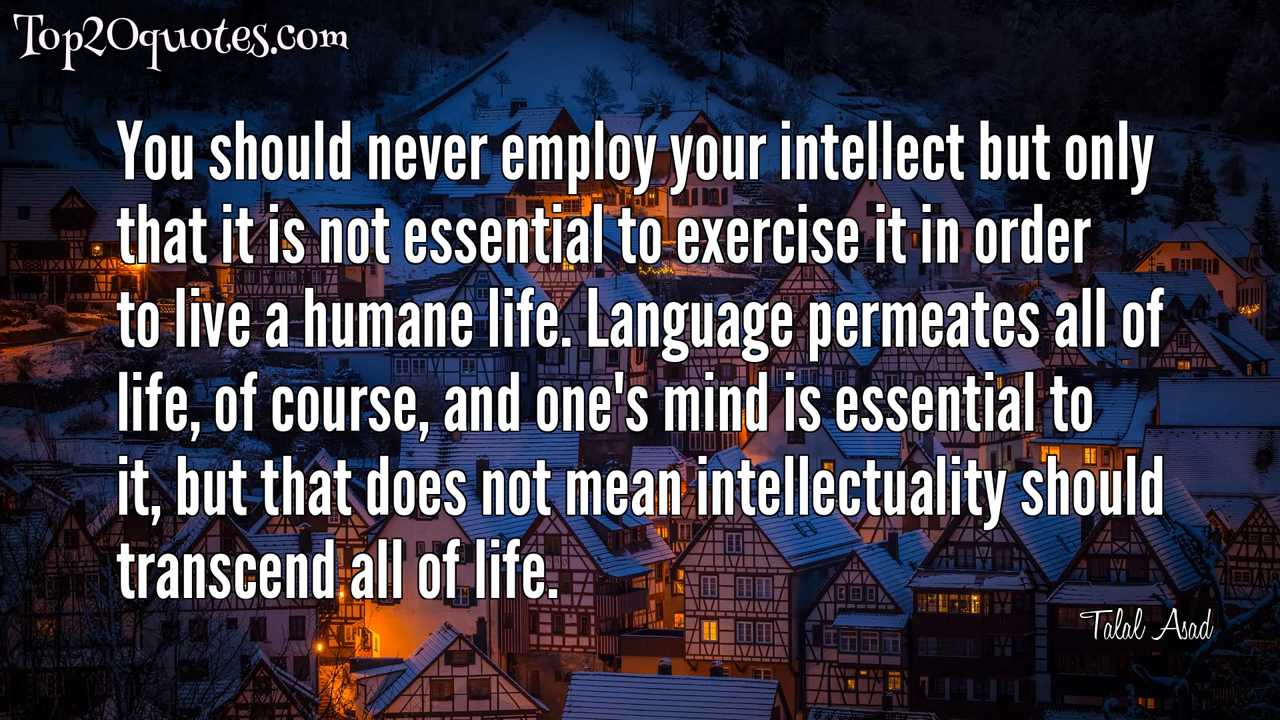 Top20quotes.com
You should never employ your intellect but only
that it is not essential to exercise it in order
to live a humane life. Language permeates all of
life, of course, and one's mind is essential to
it, but that does not mean intellectuality should
transcend all of life.
Talal Asad